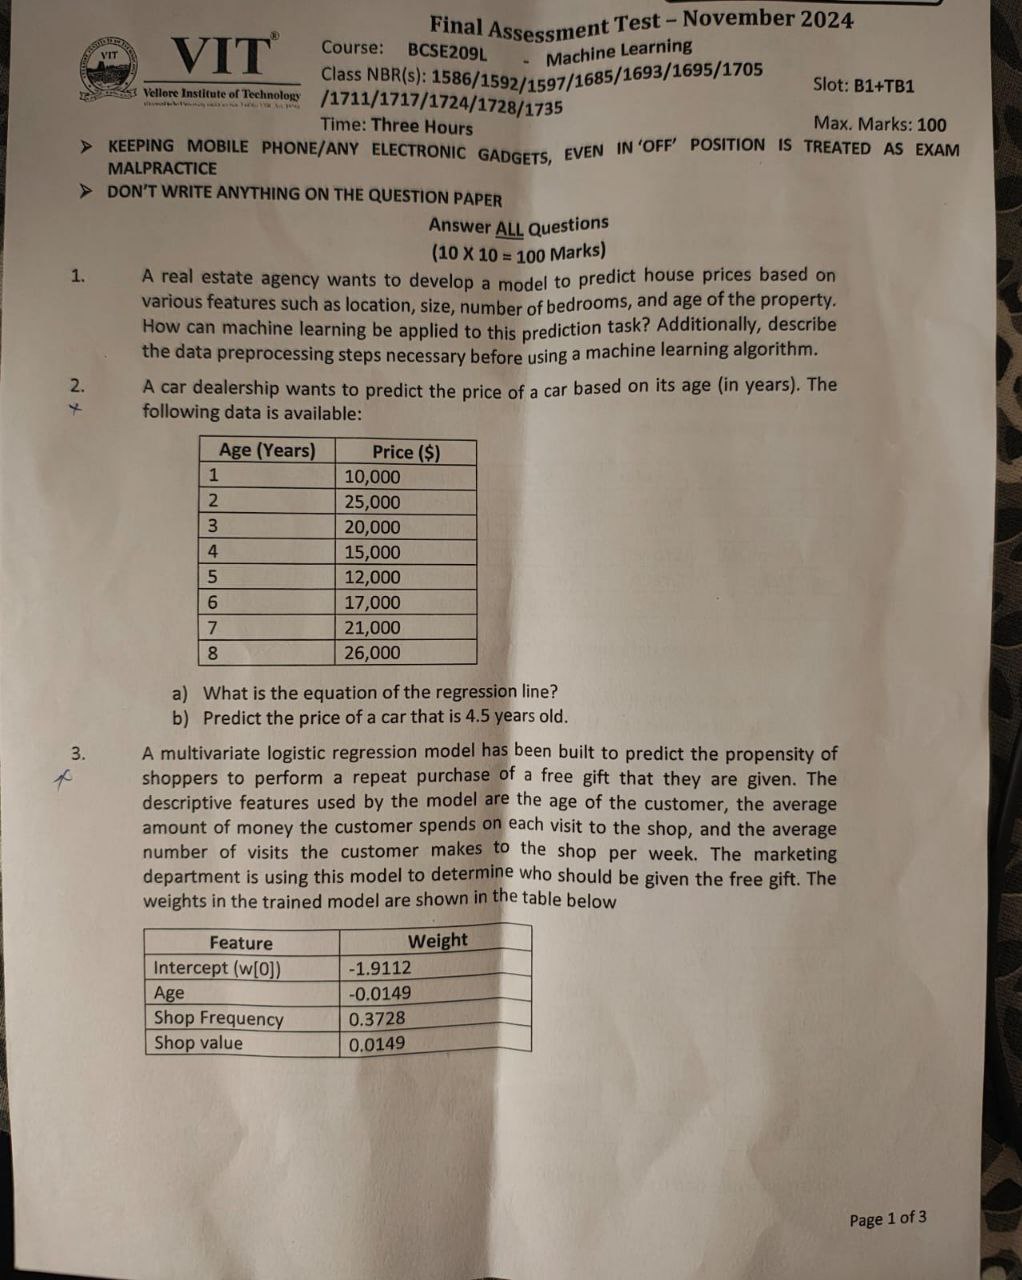 Final Assessment Test – November 2024
VIT®
VIT
Vellore Institute of Technology
Course: BCSE209L - Machine Learning
Class NBR(s): 1586/1592/1597/1685/1693/1695/1705
/1711/1717/1724/1728/1735
Slot: B1+TB1
Time: Three Hours
Max. Marks: 100
➤ KEEPING MOBILE PHONE/ANY ELECTRONIC GADGETS, EVEN IN 'OFF' POSITION IS TREATED AS EXAM
MALPRACTICE
➤ DON'T WRITE ANYTHING ON THE QUESTION PAPER
Answer ALL Questions
(10 X 10 = 100 Marks)
1. A real estate agency wants to develop a model to predict house prices based on
various features such as location, size, number of bedrooms, and age of the property.
How can machine learning be applied to this prediction task? Additionally, describe
the data preprocessing steps necessary before using a machine learning algorithm.
2. A car dealership wants to predict the price of a car based on its age (in years). The
following data is available:
Age (Years) Price ($)
1 10,000
2 25,000
3 20,000
4 15,000
5 12,000
6 17,000
7 21,000
8 26,000
a) What is the equation of the regression line?
b) Predict the price of a car that is 4.5 years old.
3. A multivariate logistic regression model has been built to predict the propensity of
shoppers to perform a repeat purchase of a free gift that they are given. The
descriptive features used by the model are the age of the customer, the average
amount of money the customer spends on each visit to the shop, and the average
number of visits the customer makes to the shop per week. The marketing
department is using this model to determine who should be given the free gift. The
weights in the trained model are shown in the table below
Feature Weight
Intercept (w[0]) -1.9112
Age -0.0149
Shop Frequency 0.3728
Shop value 0.0149
Page 1 of 3